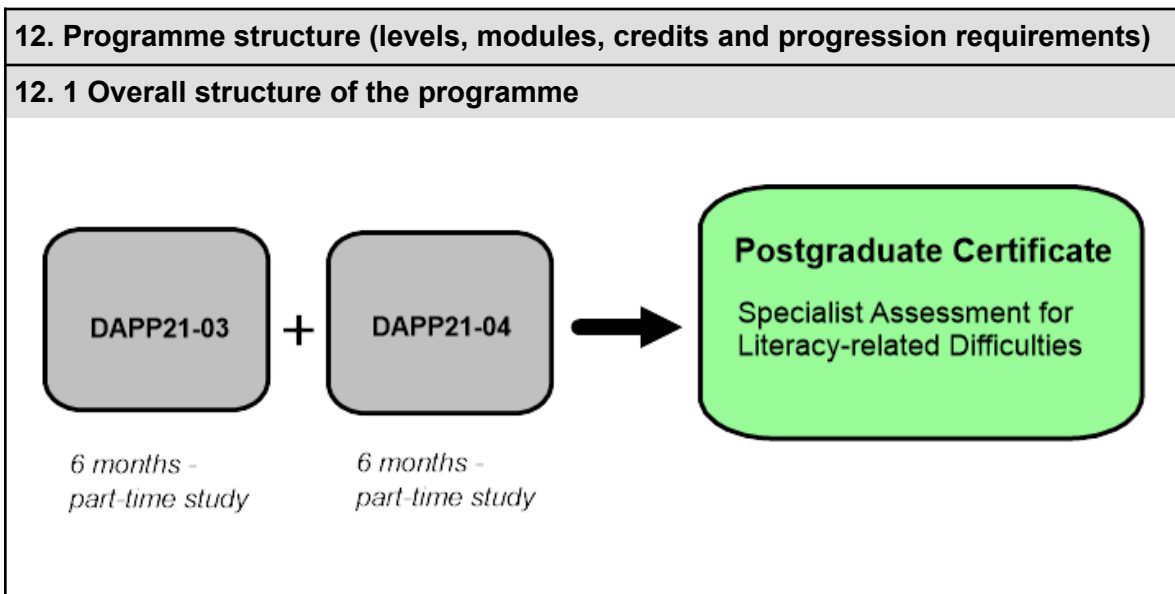 12. Programme structure (levels, modules, credits and progression requirements)
12. 1 Overall structure of the programme
DAPP21-03
+
DAPP21-04
Postgraduate Certificate
Specialist Assessment for
Literacy-related Difficulties
6 months -
part-time study
6 months -
part-time study